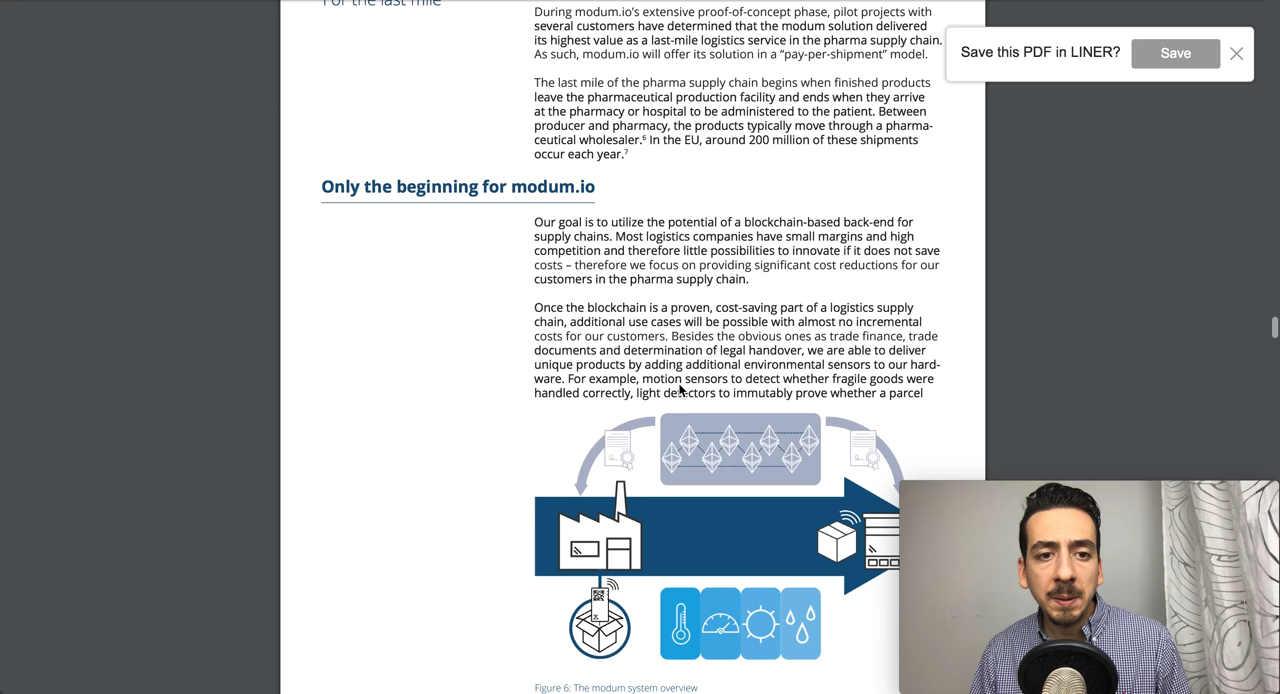 For the last mile
During modum.io's extensive proof-of-concept phase, pilot projects with
several customers have determined that the modum solution delivered
its highest value as a last-mile logistics service in the pharma supply chain.
As such, modum.io will offer its solution in a “pay-per-shipment” model.
Save this PDF in LINER?
Save
The last mile of the pharma supply chain begins when finished products
leave the pharmaceutical production facility and ends when they arrive
at the pharmacy or hospital to be administered to the patient. Between
producer and pharmacy, the products typically move through a pharma-
ceutical wholesaler.⁶ In the EU, around 200 million of these shipments
occur each year.⁷
Only the beginning for modum.io
Our goal is to utilize the potential of a blockchain-based back-end for
supply chains. Most logistics companies have small margins and high
competition and therefore little possibilities to innovate if it does not save
costs – therefore we focus on providing significant cost reductions for our
customers in the pharma supply chain.
Once the blockchain is a proven, cost-saving part of a logistics supply
chain, additional use cases will be possible with almost no incremental
costs for our customers. Besides the obvious ones as trade finance, trade
documents and determination of legal handover, we are able to deliver
unique products by adding additional environmental sensors to our hard-
ware. For example, motion sensors to detect whether fragile goods were
handled correctly, light detectors to immutably prove whether a parcel
Figure 6: The modum system overview